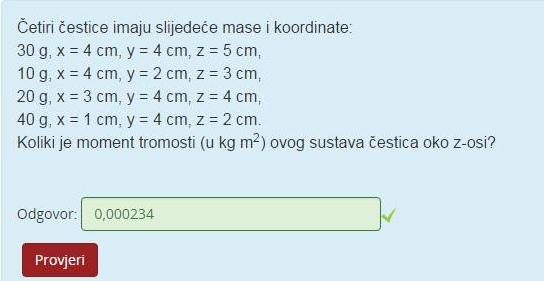 Četiri čestice imaju slijedeće mase i koordinate:
30 g, x = 4 cm, y = 4 cm, z = 5 cm,
10 g, x = 4 cm, y = 2 cm, z = 3 cm,
20 g, x = 3 cm, y = 4 cm, z = 4 cm,
40 g, x = 1 cm, y = 4 cm, z = 2 cm.
Koliki je moment tromosti (u kg m²) ovog sustava čestica oko z-osi?
Odgovor: 0,000234
Provjeri